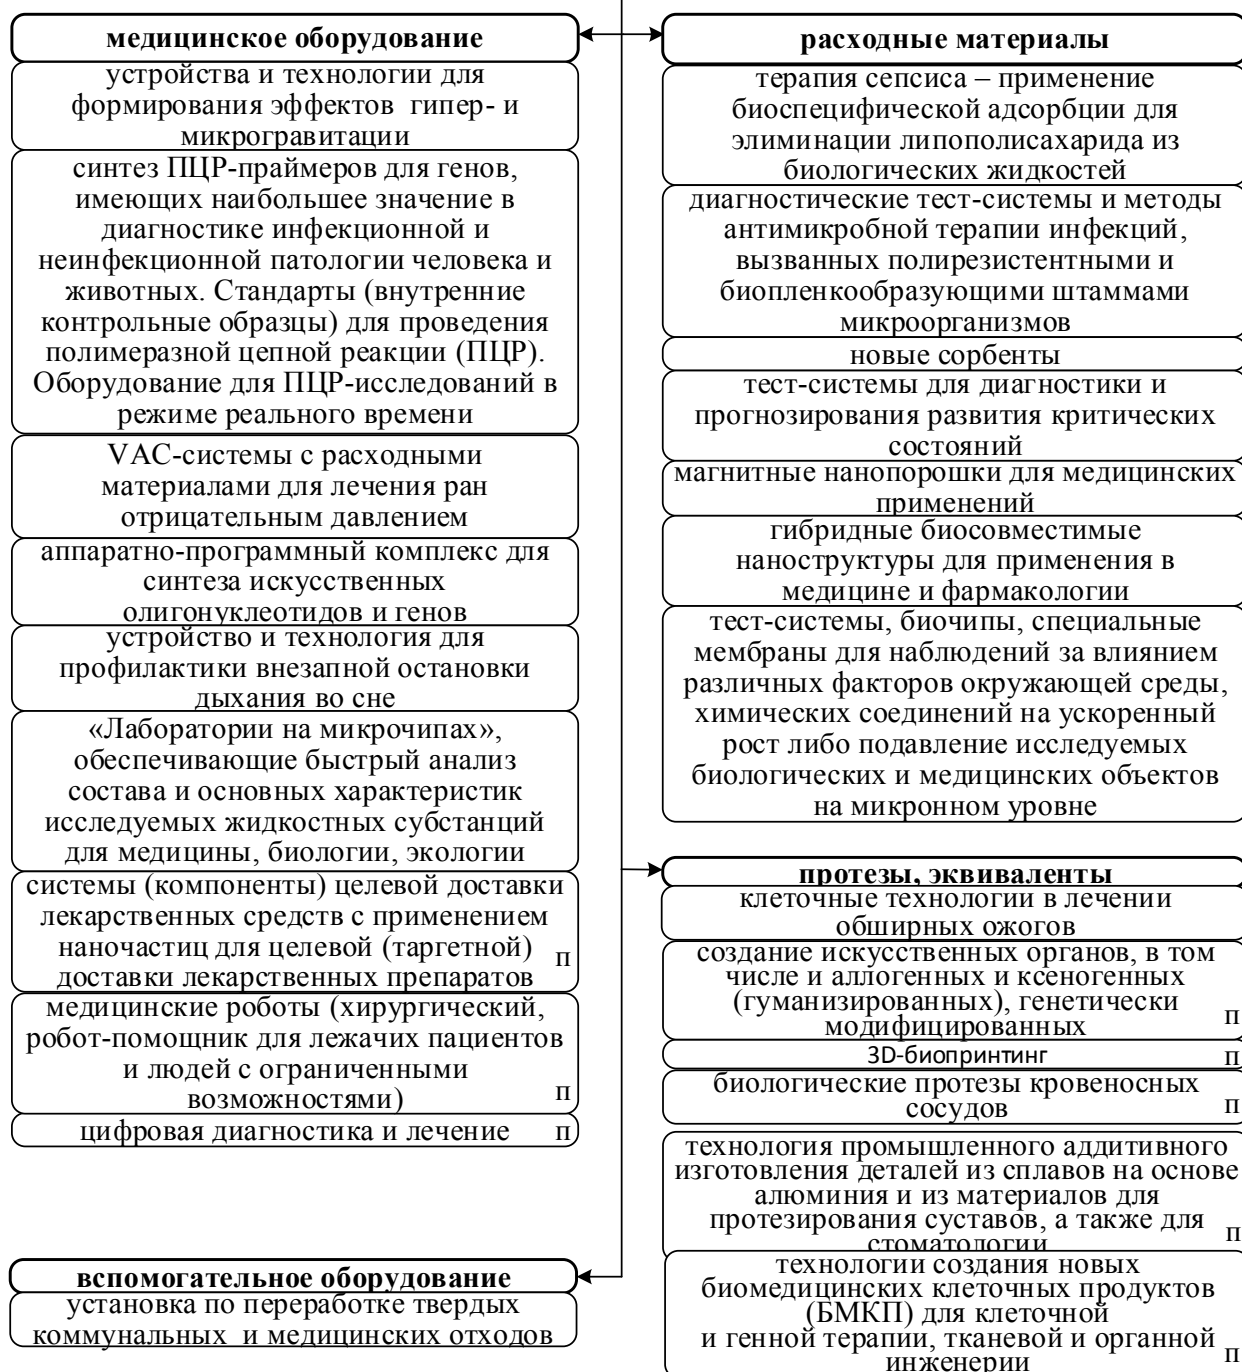 медицинское оборудование
устройства и технологии для
формирования эффектов гипер- и
микрогравитации
синтез ПЦР-праймеров для генов,
имеющих наибольшее значение в
диагностике инфекционной и
неинфекционной патологии человека и
животных. Стандарты (внутренние
контрольные образцы) для проведения
полимеразной цепной реакции (ПЦР).
Оборудование для ПЦР-исследований в
режиме реального времени
VAC-системы с расходными
материалами для лечения ран
отрицательным давлением
аппаратно-программный комплекс для
синтеза искусственных
олигонуклеотидов и генов
устройство и технология для
профилактики внезапной остановки
дыхания во сне
«Лаборатории на микрочипах»,
обеспечивающие быстрый анализ
состава и основных характеристик
исследуемых жидкостных субстанций
для медицины, биологии, экологии
системы (компоненты) целевой доставки
лекарственных средств с применением
наночастиц для целевой (таргетной) п
доставки лекарственных препаратов
медицинские роботы (хирургический,
робот-помощник для лежачих пациентов
и людей с ограниченными
возможностями) п
цифровая диагностика и лечение п
вспомогательное оборудование
установка по переработке твердых
коммунальных и медицинских отходов
расходные материалы
терапия сепсиса – применение
биоспецифической адсорбции для
элиминации липополисахарида из
биологических жидкостей
диагностические тест-системы и методы
антимикробной терапии инфекций,
вызванных полирезистентными и
биопленкообразующими штаммами
микроорганизмов
новые сорбенты
тест-системы для диагностики и
прогнозирования развития критических
состояний
магнитные нанопорошки для медицинских
применений
гибридные биосовместимые
наноструктуры для применения в
медицине и фармакологии
тест-системы, биочипы, специальные
мембраны для наблюдений за влиянием
различных факторов окружающей среды,
химических соединений на ускоренный
рост либо подавление исследуемых
биологических и медицинских объектов
на микронном уровне
протезы, эквиваленты
клеточные технологии в лечении
обширных ожогов
создание искусственных органов, в том
числе и аллогенных и ксеногенных
(гуманизированных), генетически
модифицированных п
3D-биопринтинг п
биологические протезы кровеносных
сосудов п
технология промышленного аддитивного
изготовления деталей из сплавов на основе
алюминия и из материалов для
протезирования суставов, а также для п
стоматологии
технологии создания новых
биомедицинских клеточных продуктов
(БМКП) для клеточной
и генной терапии, тканевой и органной п
инженерии